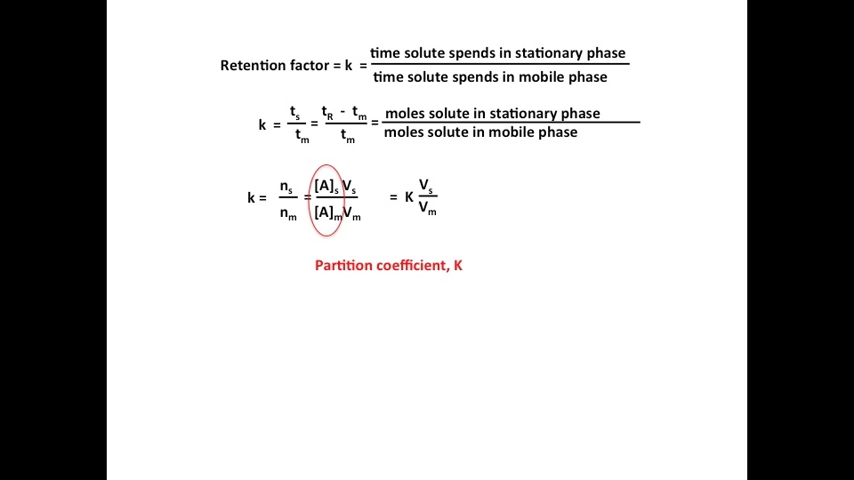 Retention factor = k = time solute spends in stationary phase
time solute spends in mobile phase
k = ts/tm = tR - tm/tm = moles solute in stationary phase
moles solute in mobile phase
k = ns/nm = [A]s Vs/[A]mVm = K Vs/Vm
Partition coefficient, K